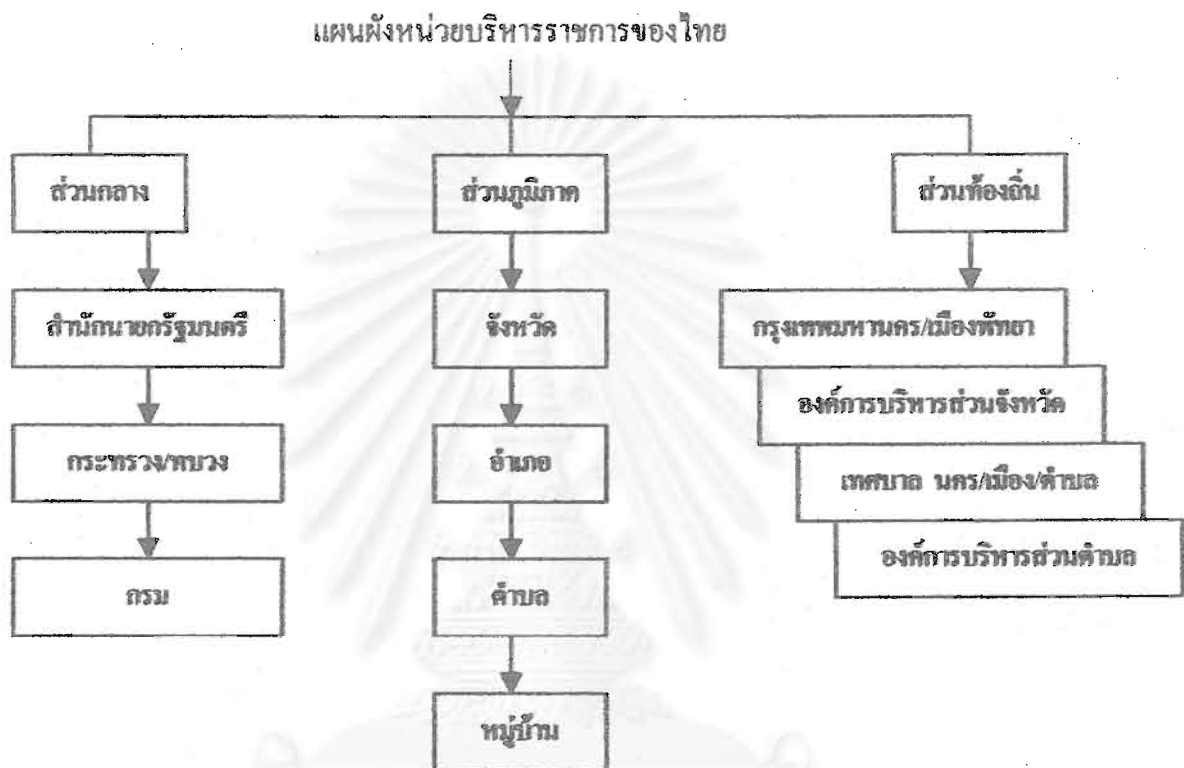 แผนผังหน่วยบริหารราชการของไทย
ส่วนกลาง
ส่วนภูมิภาค
ส่วนท้องถิ่น
สำนักนายกรัฐมนตรี
จังหวัด
กรุงเทพมหานคร/เมืองพัทยา
องค์การบริหารส่วนจังหวัด
กระทรวง/ทบวง
อำเภอ
เทศบาล นคร/เมือง/ตำบล
องค์การบริหารส่วนตำบล
กรม
ตำบล
หมู่บ้าน